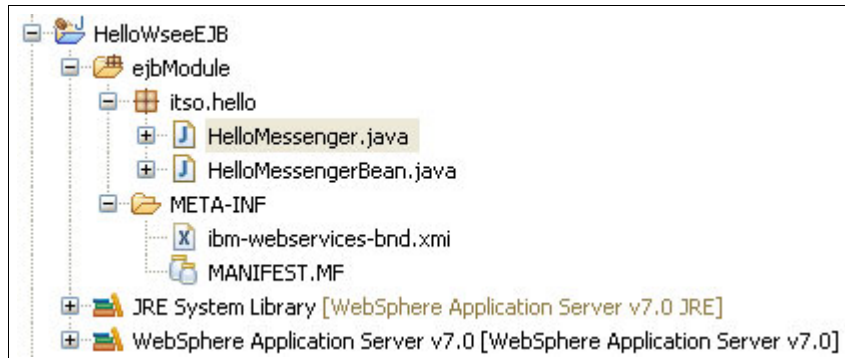 HelloWseeEJB
ejbModule
itso.hello
HelloMessenger.java
HelloMessengerBean.java
META-INF
ibm-webservices-bnd.xmi
MANIFEST.MF
JRE System Library [WebSphere Application Server v7.0 JRE]
WebSphere Application Server v7.0 [WebSphere Application Server v7.0]